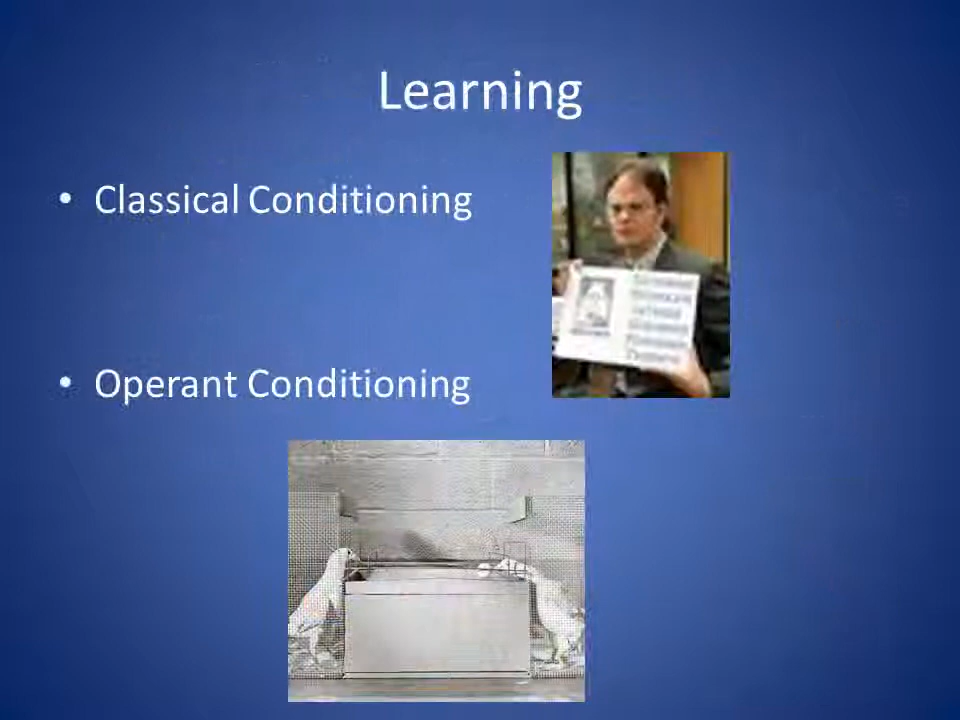 Learning
• Classical Conditioning
• Operant Conditioning